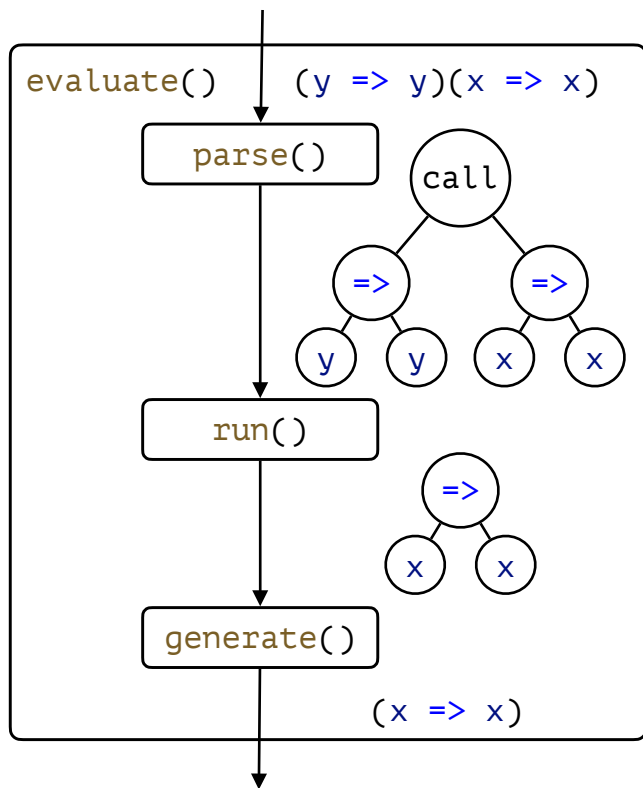 evaluate() (y => y)(x => x)
parse()
call
=> =>
y y x x
run()
=>
x x
generate()
(x => x)